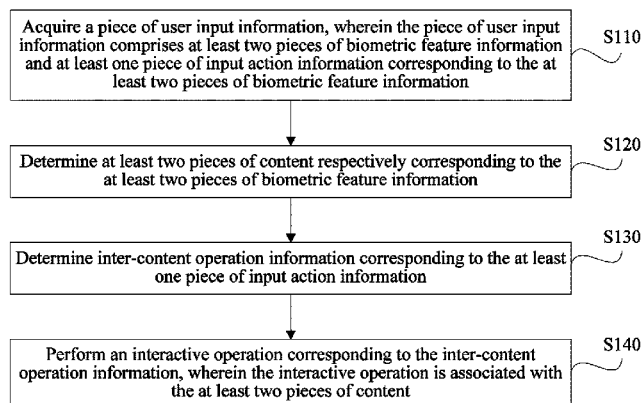 Acquire a piece of user input information, wherein the piece of user input
information comprises at least two pieces of biometric feature information
and at least one piece of input action information corresponding to the at
least two pieces of biometric feature information
S110
Determine at least two pieces of content respectively corresponding to the
at least two pieces of biometric feature information
S120
Determine inter-content operation information corresponding to the at least
one piece of input action information
S130
Perform an interactive operation corresponding to the inter-content
operation information, wherein the interactive operation is associated with
the at least two pieces of content
S140